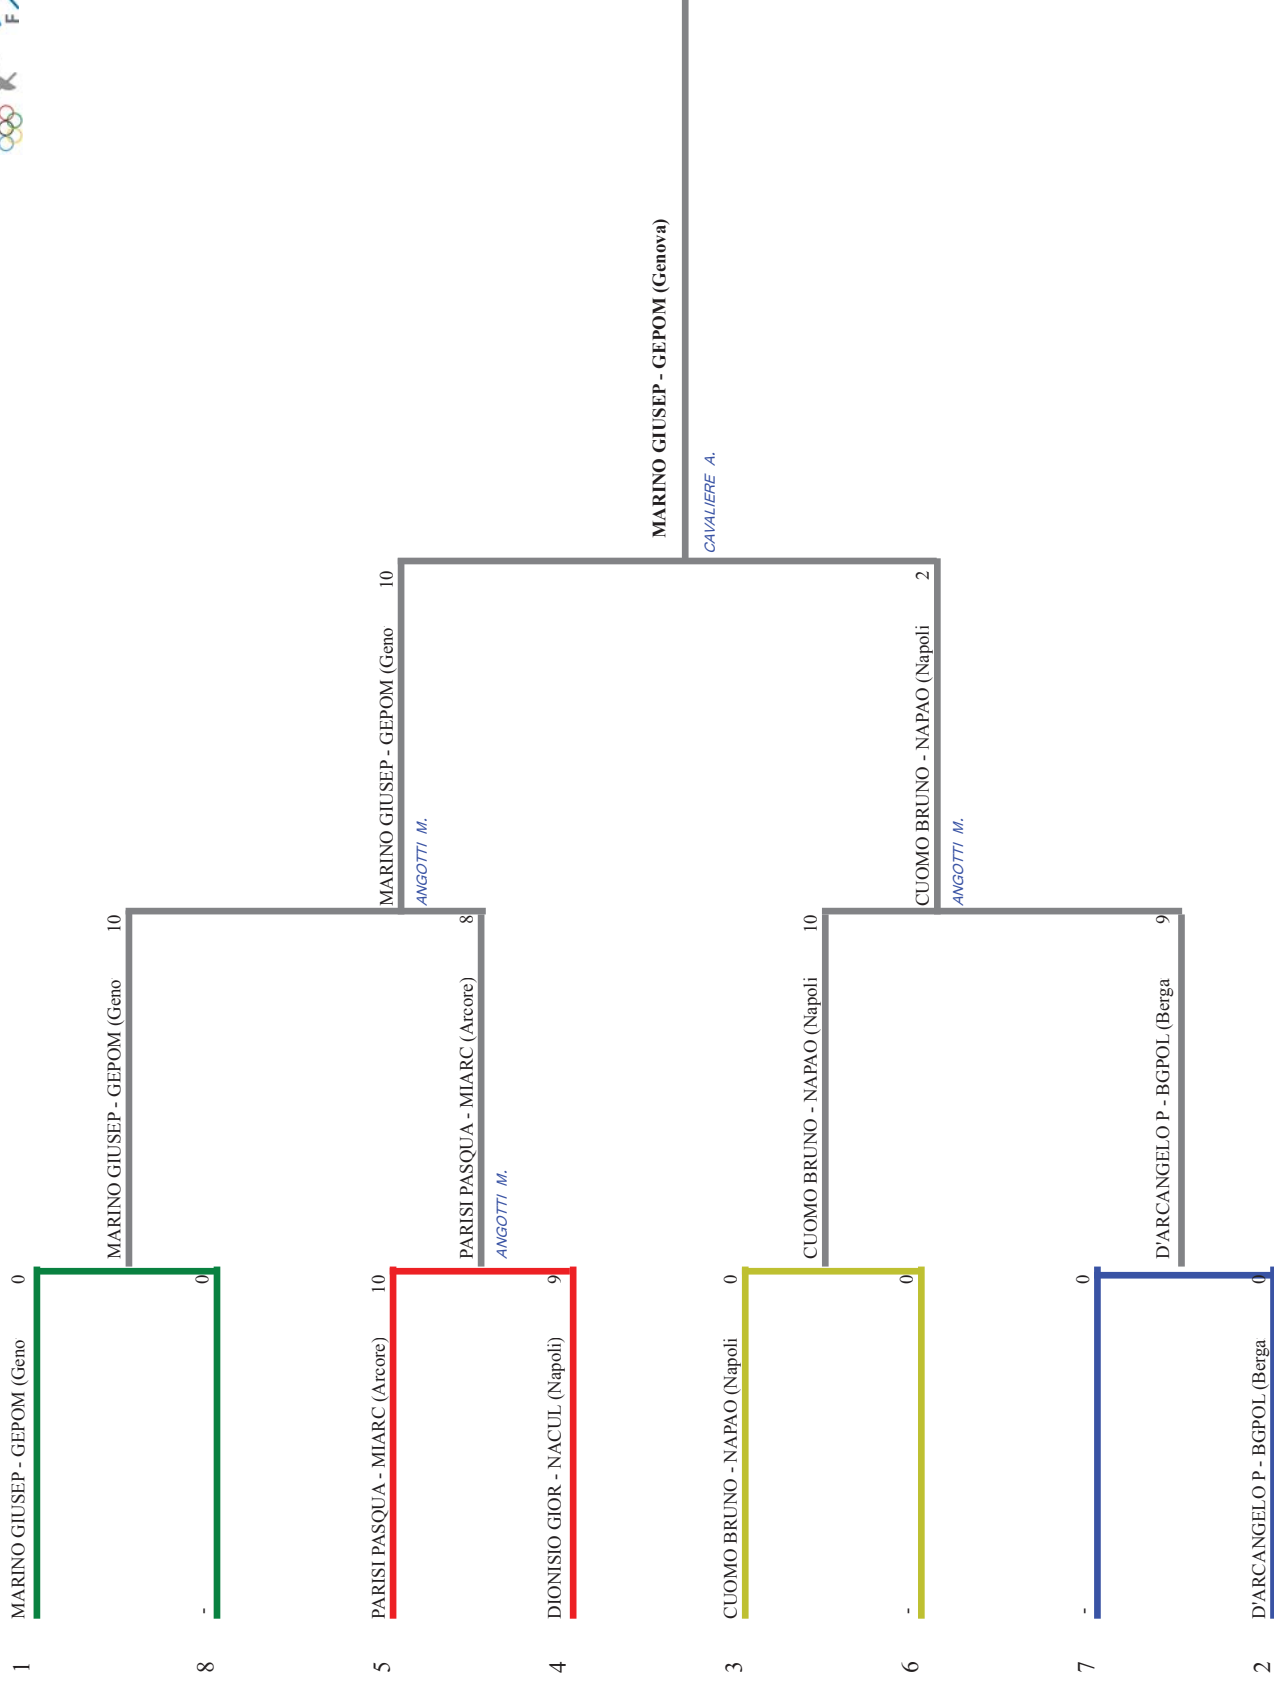 1
MARINO GIUSEP - GEPOM (Geno
0
8
-
0
MARINO GIUSEP - GEPOM (Geno
10
5
PARISI PASQUA - MIARC (Arcore)
10
4
DIONISIO GIOR - NACUL (Napoli)
9
PARISI PASQUA - MIARC (Arcore)
8
ANGOTTI M.
MARINO GIUSEP - GEPOM (Geno
10
ANGOTTI M.
MARINO GIUSEP - GEPOM (Genova)
CAVALIERE A.
3
CUOMO BRUNO - NAPAO (Napoli
0
6
-
0
CUOMO BRUNO - NAPAO (Napoli
10
CUOMO BRUNO - NAPAO (Napoli
2
ANGOTTI M.
7
-
0
2
D'ARCANGELO P - BGPOL (Berga
0
D'ARCANGELO P - BGPOL (Berga
9